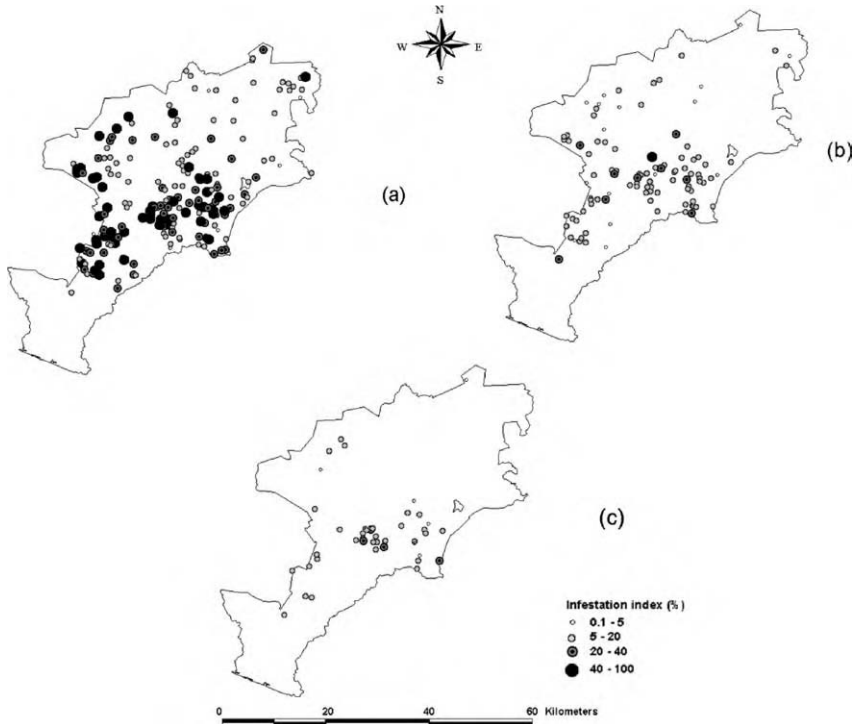 N
W E
S
(a)
(b)
(c)
Infestation index (%)
0.1 - 5
5 - 20
20 - 40
40 - 100
0 20 40 60 Kilometers